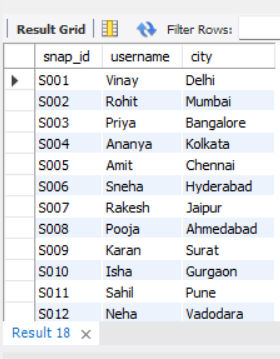 Result Grid Filter Rows:
snap_id username city
S001 Vinay Delhi
S002 Rohit Mumbai
S003 Priya Bangalore
S004 Ananya Kolkata
S005 Amit Chennai
S006 Sneha Hyderabad
S007 Rakesh Jaipur
S008 Pooja Ahmedabad
S009 Karan Surat
S010 Isha Gurgaon
S011 Sahil Pune
S012 Neha Vadodara
Result 18 ×